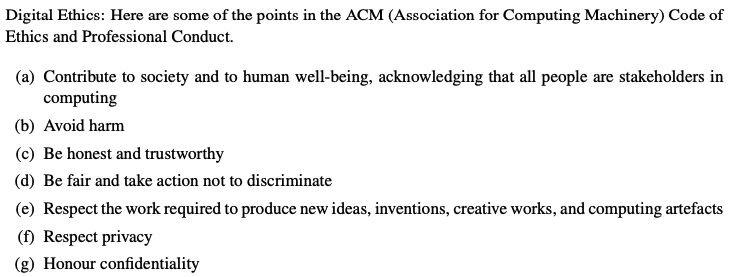 Digital Ethics: Here are some of the points in the ACM (Association for Computing Machinery) Code of
Ethics and Professional Conduct.
(a) Contribute to society and to human well-being, acknowledging that all people are stakeholders in
computing
(b) Avoid harm
(c) Be honest and trustworthy
(d) Be fair and take action not to discriminate
(e) Respect the work required to produce new ideas, inventions, creative works, and computing artefacts
(f) Respect privacy
(g) Honour confidentiality